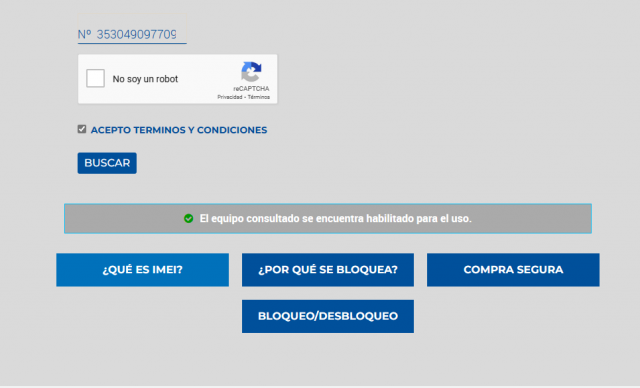 Nº 353049097709
No soy un robot
reCAPTCHA
Privacidad - Términos
ACEPTO TERMINOS Y CONDICIONES
BUSCAR
El equipo consultado se encuentra habilitado para el uso.
¿QUÉ ES IMEI?
¿POR QUÉ SE BLOQUEA?
COMPRA SEGURA
BLOQUEO/DESBLOQUEO